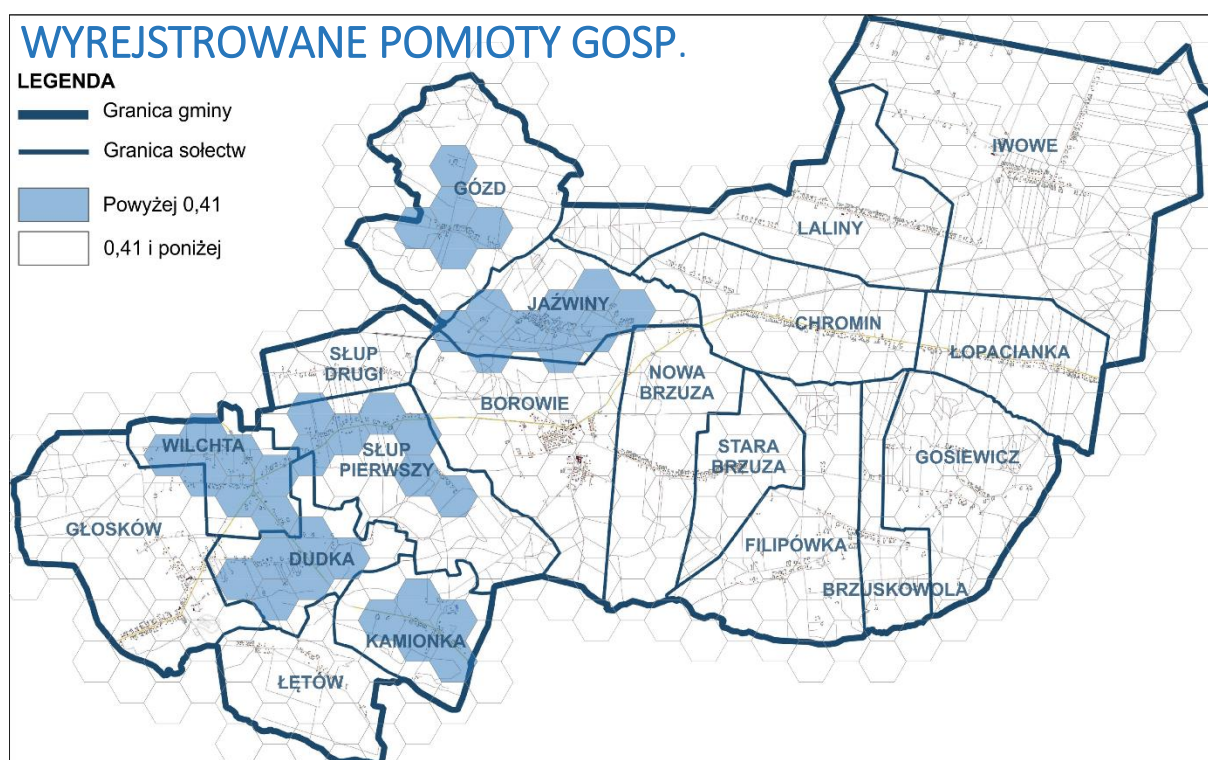 WYREJSTROWANE POMIOTY GOSP.
LEGENDA
Granica gminy
Granica sołectw
Powyżej 0,41
0,41 i poniżej
IWOWE
GÓZD
LALINY
JAŹWINY
CHROMIN
ŁOPACIANKA
SŁUP
DRUGI
NOWA
BRZUZA
BOROWIE
WILCHTA
SŁUP
PIERWSZY
STARA
BRZUZA
GOSIEWICZ
GŁOSKÓW
DUDKA
FILIPÓWKA
BRZUSKOWOLA
KAMIONKA
ŁĘTÓW